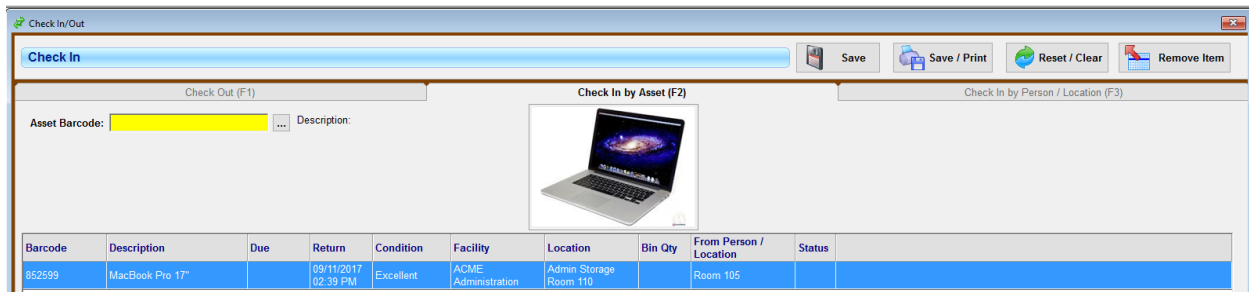 Check In/Out
Check In
Save
Save / Print
Reset / Clear
Remove Item
Check Out (F1)
Check In by Asset (F2)
Check In by Person / Location (F3)
Asset Barcode:
...
Description:
Barcode Description Due Return Condition Facility Location Bin Qty From Person / Location Status
852599 MacBook Pro 17" 09/11/2017 02:39 PM Excellent ACME Administration Admin Storage Room 110 Room 105